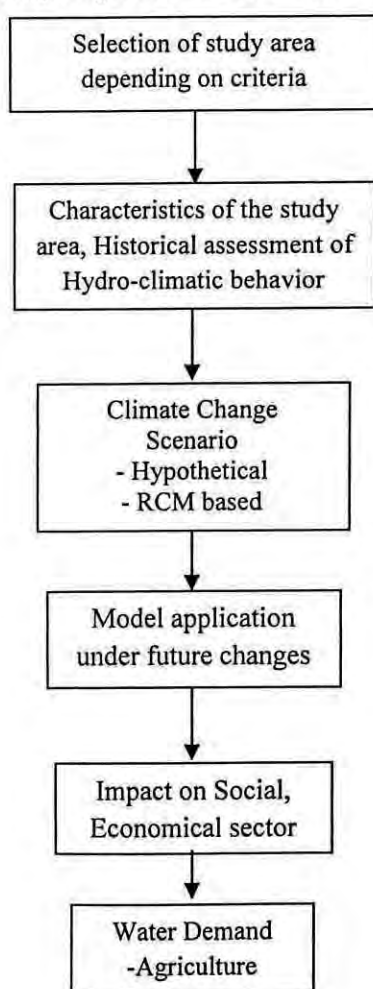 Selection of study area
depending on criteria
Characteristics of the study
area, Historical assessment of
Hydro-climatic behavior
Climate Change
Scenario
- Hypothetical
- RCM based
Model application
under future changes
Impact on Social,
Economical sector
Water Demand
-Agriculture